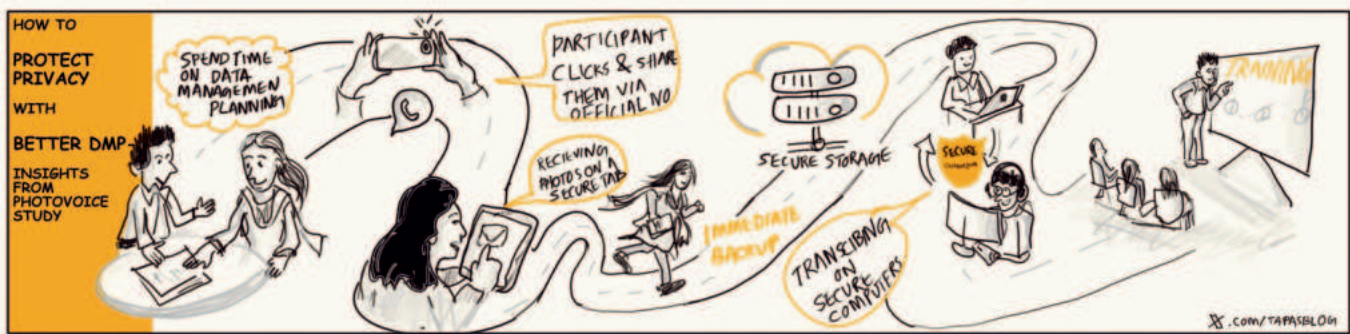 HOW TO
PROTECT
PRIVACY
WITH
BETTER DMP-
INSIGHTS
FROM
PHOTOVOICE
STUDY
SPEND TIME
ON DATA
MANAGEMEN
PLANNING
PARTICIPANT
CLICKS & SHARE
THEM VIA
OFFICIAL NO
RECIEVING
PHOTOS ON A
SECURE TAB
IMMEDIATE
BACKUP
SECURE STORAGE
SECURE
TRANSCIBING
ON
SECURE
COMPUTERS
TRAINING
X.com/TAPASBLOG